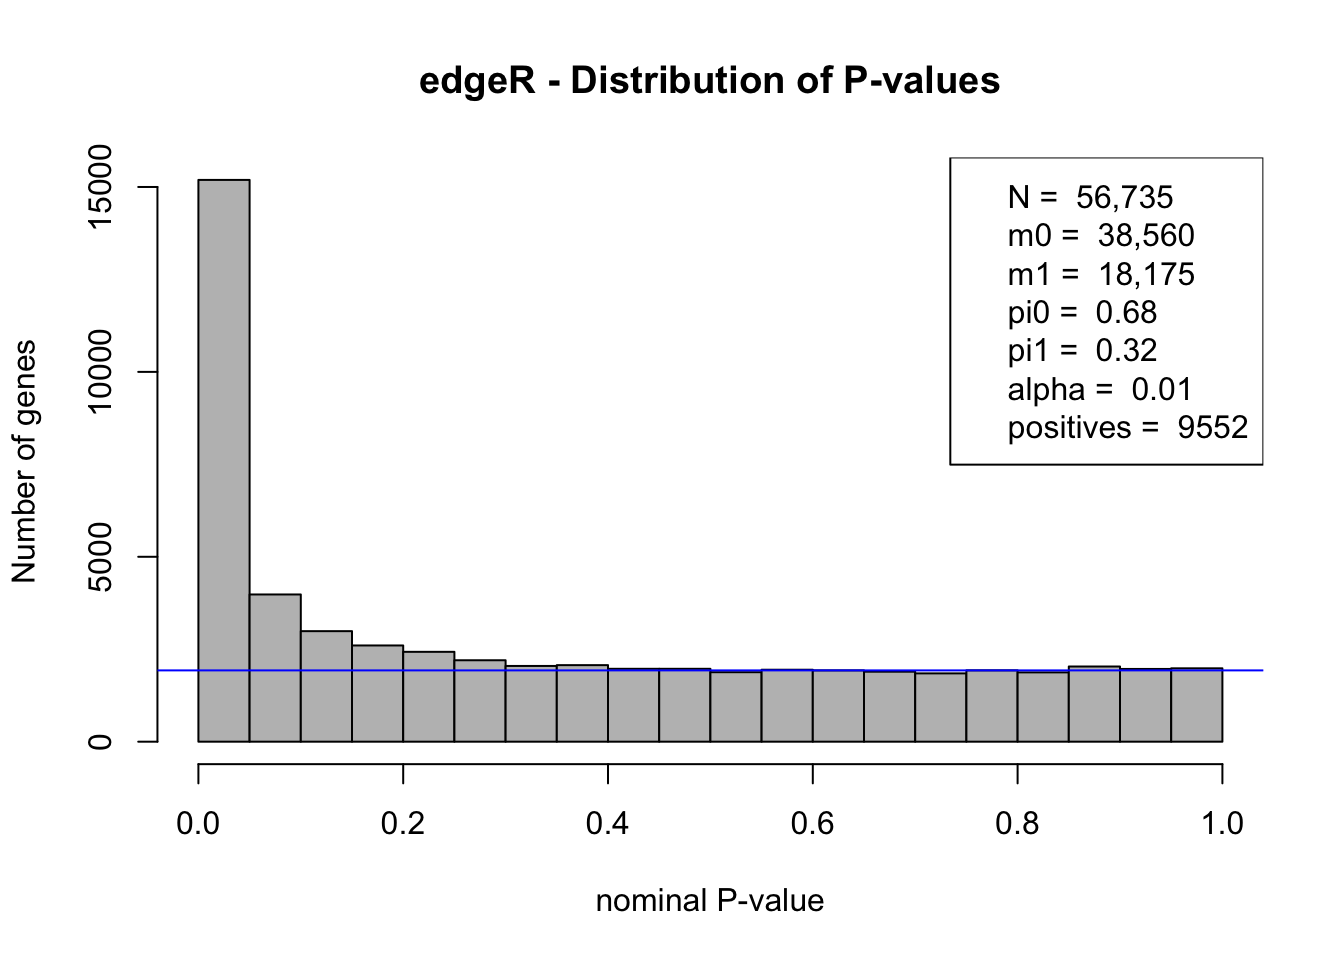 edgeR - Distribution of P-values
N = 56,735
m0 = 38,560
m1 = 18,175
pi0 = 0.68
pi1 = 0.32
alpha = 0.01
positives = 9552
Number of genes
15000
10000
5000
0
0.0 0.2 0.4 0.6 0.8 1.0
nominal P-value